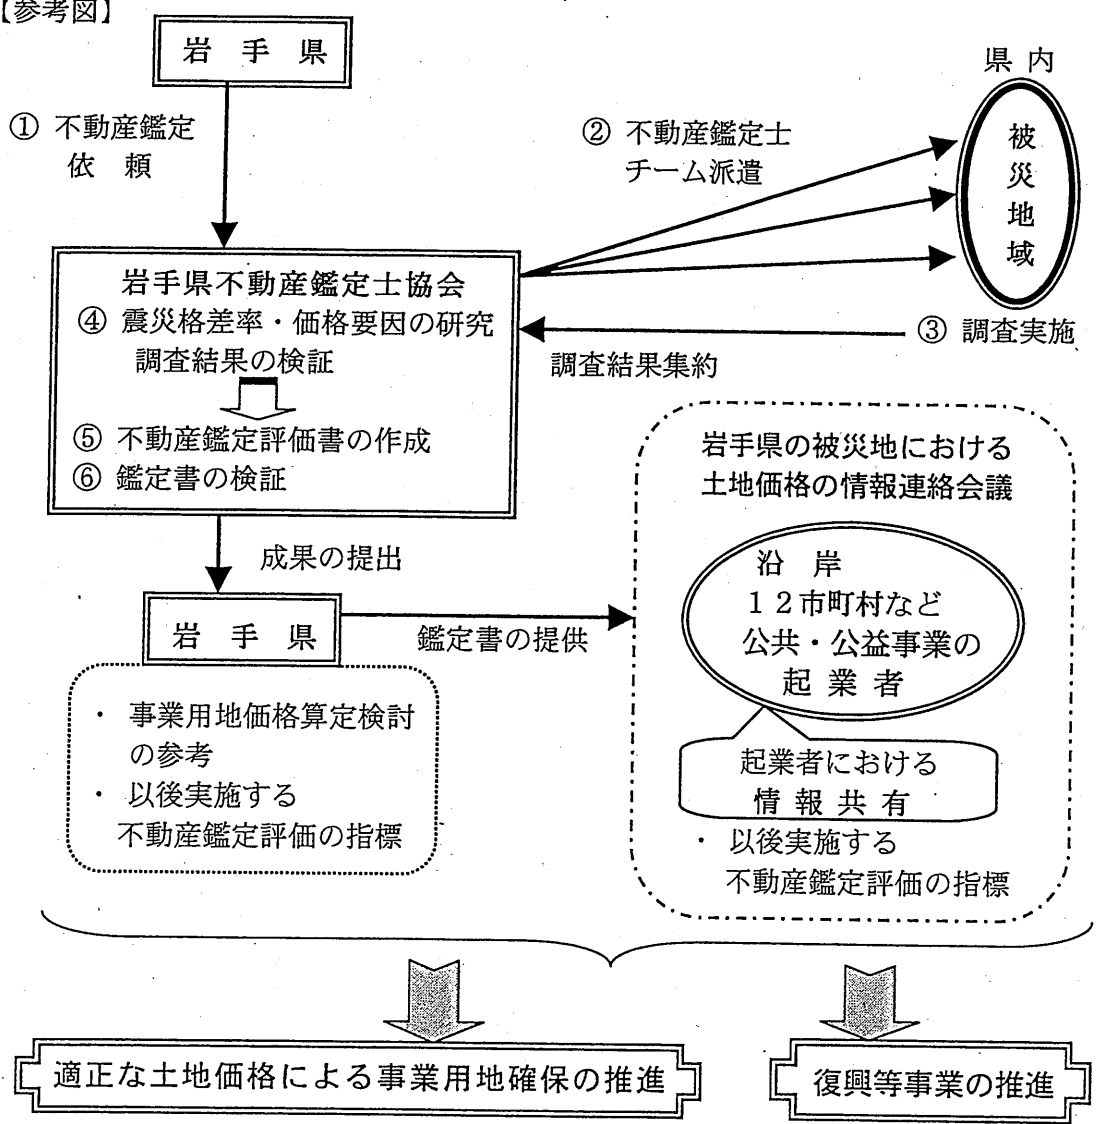 【参考図】
岩手県
県内
被災地域
① 不動産鑑定
依頼
② 不動産鑑定士
チーム派遣
岩手県不動産鑑定士協会
④ 震災格差率・価格要因の研究
調査結果の検証
⑤ 不動産鑑定評価書の作成
⑥ 鑑定書の検証
③ 調査実施
調査結果集約
成果の提出
岩手県
鑑定書の提供
・ 事業用地価格算定検討
の参考
・ 以後実施する
不動産鑑定評価の指標
岩手県の被災地における
土地価格の情報連絡会議
沿岸
12市町村など
公共・公益事業の
起業者
起業者における
情報共有
・ 以後実施する
不動産鑑定評価の指標
適正な土地価格による事業用地確保の推進
復興等事業の推進